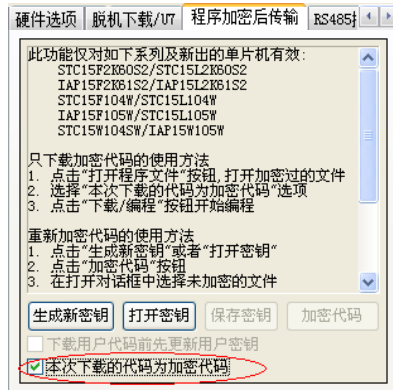 硬件选项 脱机下载/U7 程序加密后传输 RS485
此功能仅对如下系列及新出的单片机有效:
STC15F2K60S2/STC15L2K60S2
IAP15F2K61S2/IAP15L2K61S2
STC15F104W/STC15L104W
IAP15F105W/STC15L105W
STC15W104SW/IAP15W105W
只下载加密代码的使用方法
1. 点击"打开程序文件"按钮,打开加密过的文件
2. 选择"本次下载的代码为加密代码"选项
3. 点击"下载/编程"按钮开始编程
重新加密代码的使用方法
1. 点击"生成新密钥"或者"打开密钥"
2. 点击"加密代码"按钮
3. 在打开对话框中选择未加密的文件
生成新密钥 打开密钥 保存密钥 加密代码
下载用户代码前先更新用户密钥
本次下载的代码为加密代码